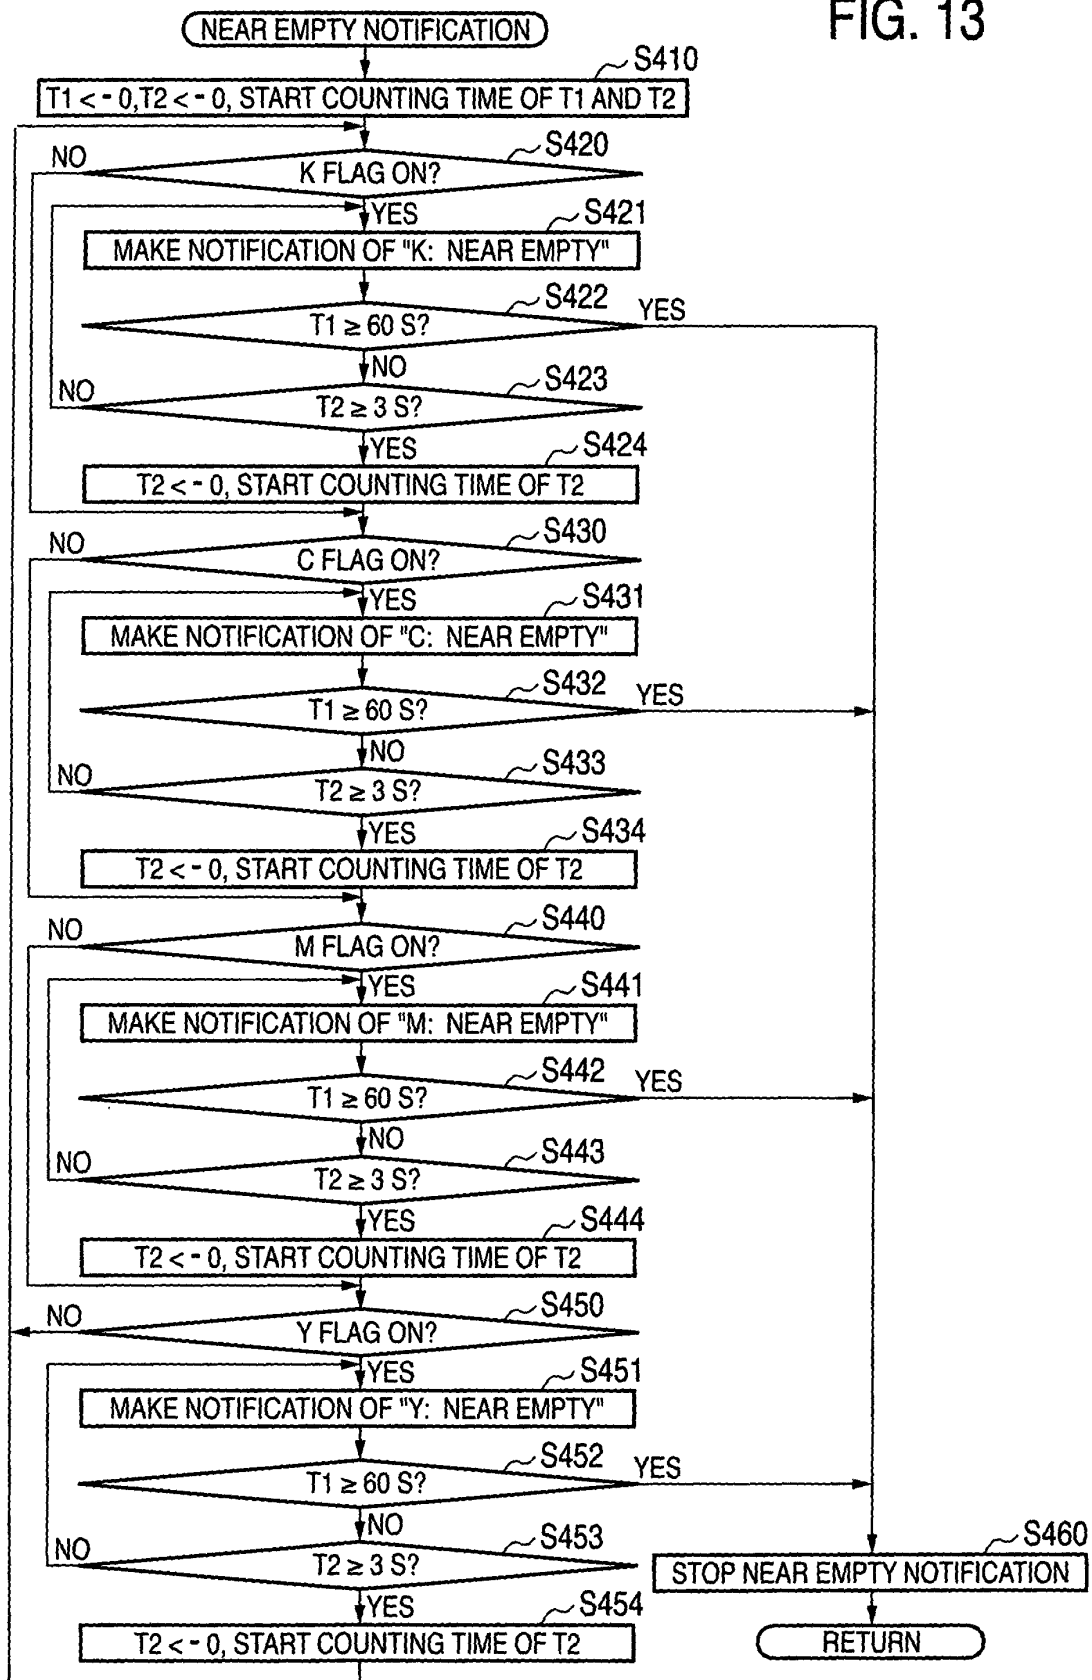 FIG. 13
NEAR EMPTY NOTIFICATION
S410
T1 < - 0,T2 < - 0, START COUNTING TIME OF T1 AND T2
S420
NO
K FLAG ON?
YES
S421
MAKE NOTIFICATION OF "K: NEAR EMPTY"
S422
T1 ≥ 60 S?
YES
NO
S423
NO
T2 ≥ 3 S?
YES
S424
T2 < - 0, START COUNTING TIME OF T2
S430
NO
C FLAG ON?
YES
S431
MAKE NOTIFICATION OF "C: NEAR EMPTY"
S432
T1 ≥ 60 S?
YES
NO
S433
NO
T2 ≥ 3 S?
YES
S434
T2 < - 0, START COUNTING TIME OF T2
S440
NO
M FLAG ON?
YES
S441
MAKE NOTIFICATION OF "M: NEAR EMPTY"
S442
T1 ≥ 60 S?
YES
NO
S443
NO
T2 ≥ 3 S?
YES
S444
T2 < - 0, START COUNTING TIME OF T2
S450
NO
Y FLAG ON?
YES
S451
MAKE NOTIFICATION OF "Y: NEAR EMPTY"
S452
T1 ≥ 60 S?
YES
NO
S453
NO
T2 ≥ 3 S?
YES
S454
T2 < - 0, START COUNTING TIME OF T2
S460
STOP NEAR EMPTY NOTIFICATION
RETURN